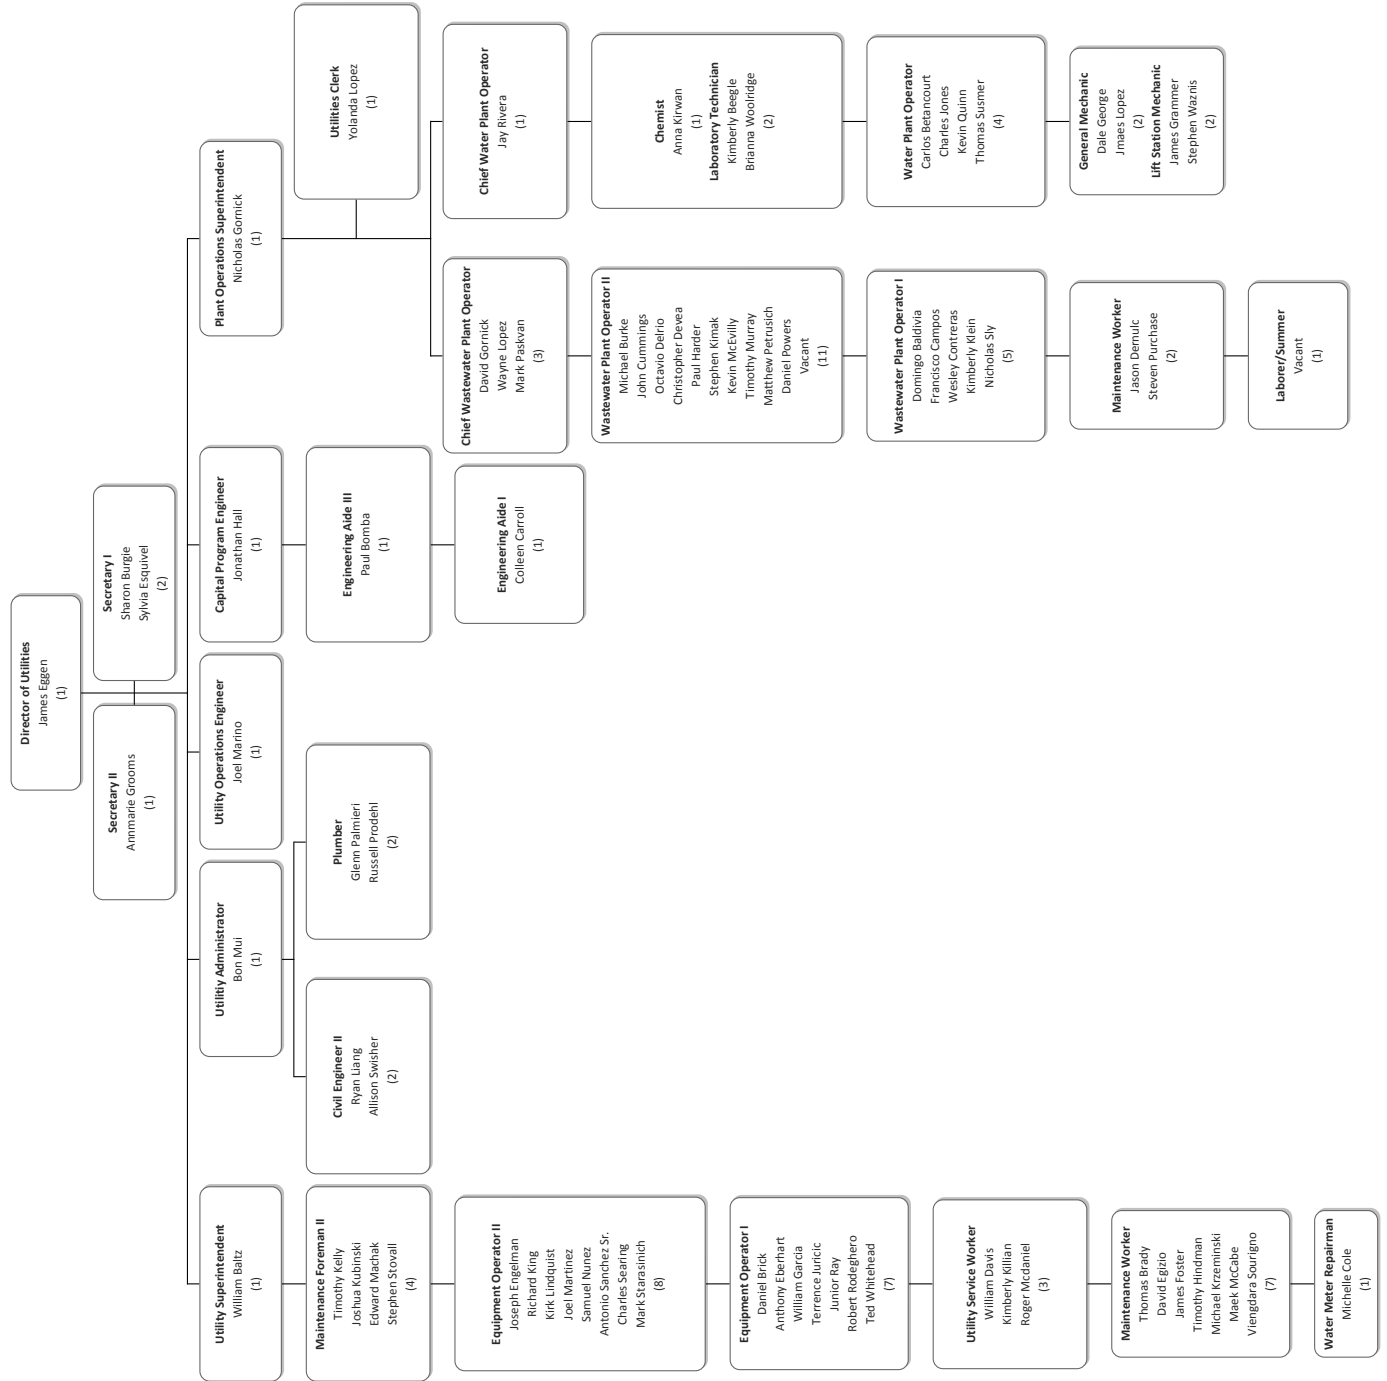 Director of Utilities
James Eggen
(1)
Secretary II
Annmarie Grooms
(1)
Secretary I
Sharon Burgie
Sylvia Esquivel
(2)
Utility Superintendent
William Baltz
(1)
Utilitiy Administrator
Bon Mui
(1)
Utility Operations Engineer
Joel Marino
(1)
Capital Program Engineer
Jonathan Hall
(1)
Plant Operations Superintendent
Nicholas Gornick
(1)
Utilities Clerk
Yolanda Lopez
(1)
Maintenance Foreman II
Timothy Kelly
Joshua Kubinski
Edward Machak
Stephen Stovall
(4)
Civil Engineer II
Ryan Liang
Allison Swisher
(2)
Plumber
Glenn Palmieri
Russell Prodehl
(2)
Engineering Aide III
Paul Bomba
(1)
Engineering Aide I
Colleen Carroll
(1)
Chief Wastewater Plant Operator
David Gornick
Wayne Lopez
Mark Paskvan
(3)
Chief Water Plant Operator
Jay Rivera
(1)
Equipment Operator II
Joseph Engelman
Richard King
Kirk Lindquist
Joel Martinez
Samuel Nunez
Antonio Sanchez Sr.
Charles Searing
Mark Starasinich
(8)
Wastewater Plant Operator II
Michael Burke
John Cummings
Octavio Delrio
Christopher Devea
Paul Harder
Stephen Kimak
Kevin McEvilly
Timothy Murray
Matthew Petrusich
Daniel Powers
Vacant
(11)
Chemist
Anna Kirwan
(1)
Laboratory Technician
Kimberly Beegle
Brianna Woolridge
(2)
Equipment Operator I
Daniel Brick
Anthony Eberhart
William Garcia
Terrence Juricic
Junior Ray
Robert Rodeghero
Ted Whitehead
(7)
Wastewater Plant Operator I
Domingo Baldivia
Francisco Campos
Wesley Contreras
Kimberly Klein
Nicholas Sly
(5)
Water Plant Operator
Carlos Betancourt
Charles Jones
Kevin Quinn
Thomas Susmer
(4)
Utility Service Worker
William Davis
Kimberly Killian
Roger Mcdaniel
(3)
Maintenance Worker
Jason Dernulc
Steven Purchase
(2)
General Mechanic
Dale George
Jmaes Lopez
(2)
Lift Station Mechanic
James Grammer
Stephen Waznis
(2)
Maintenance Worker
Thomas Brady
David Egizio
James Foster
Timothy Hindman
Michael Krzeminski
Maek McCabe
Viengdara Sourigno
(7)
Laborer/Summer
Vacant
(1)
Water Meter Repairman
Michelle Cole
(1)